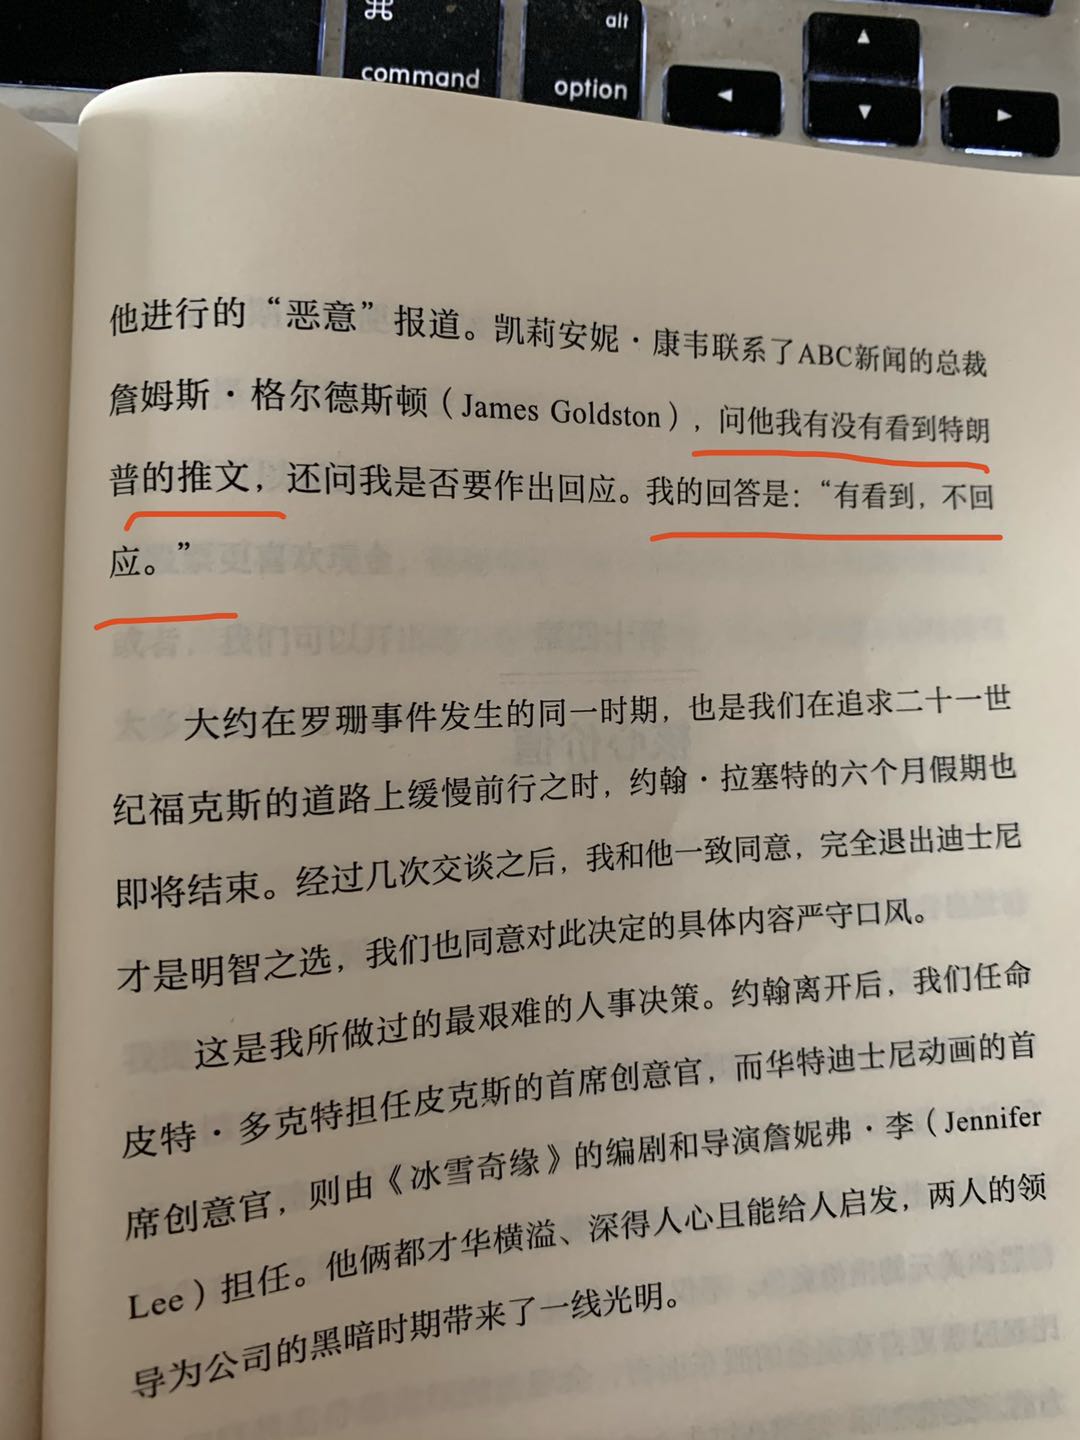 ⌘
alt
command
option
他进行的“恶意”报道。凯莉安妮·康韦联系了ABC新闻的总裁
詹姆斯·格尔德斯顿（James Goldston），问他我有没有看到特朗
普的推文，还问我是否要作出回应。我的回答是：“有看到，不回
应。”
大约在罗珊事件发生的同一时期，也是我们在追求二十一世
纪福克斯的道路上缓慢前行之时，约翰·拉塞特的六个月假期也
即将结束。经过几次交谈之后，我和他一致同意，完全退出迪士尼
才是明智之选，我们也同意对此决定的具体内容严守口风。
这是我所做过的最艰难的人事决策。约翰离开后，我们任命
皮特·多克特担任皮克斯的首席创意官，而华特迪士尼动画的首
席创意官，则由《冰雪奇缘》的编剧和导演詹妮弗·李（Jennifer
Lee）担任。他俩都才华横溢、深得人心且能给人启发，两人的领
导为公司的黑暗时期带来了一线光明。